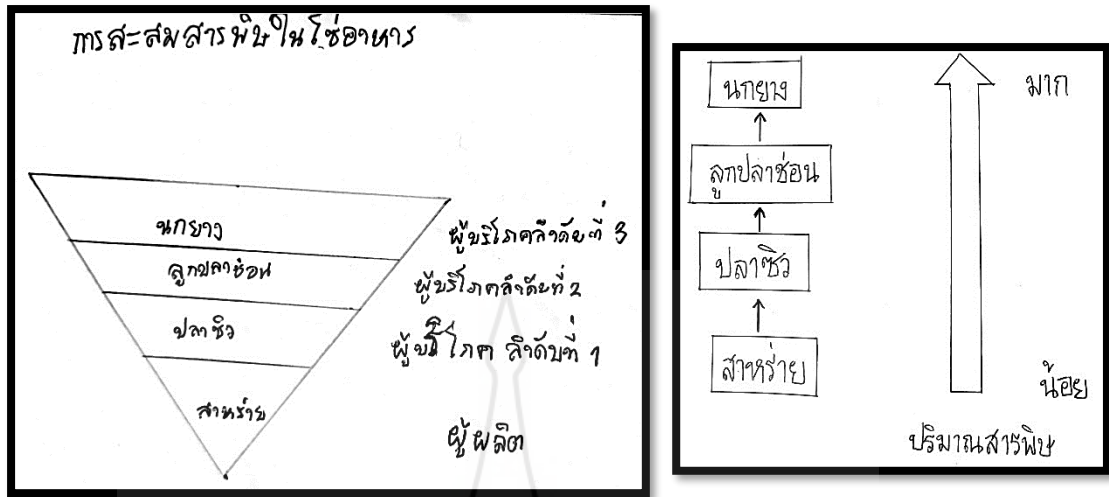 การสะสมสารพิษในโซ่อาหาร
นกยาง
ผู้บริโภคลำดับที่ 3
ลูกปลาช่อน
ผู้บริโภคลำดับที่ 2
ปลาซิว
ผู้บริโภค ลำดับที่ 1
สาหร่าย
ผู้ผลิต
นกยาง
มาก
ลูกปลาช่อน
ปลาซิว
สาหร่าย
น้อย
ปริมาณสารพิษ